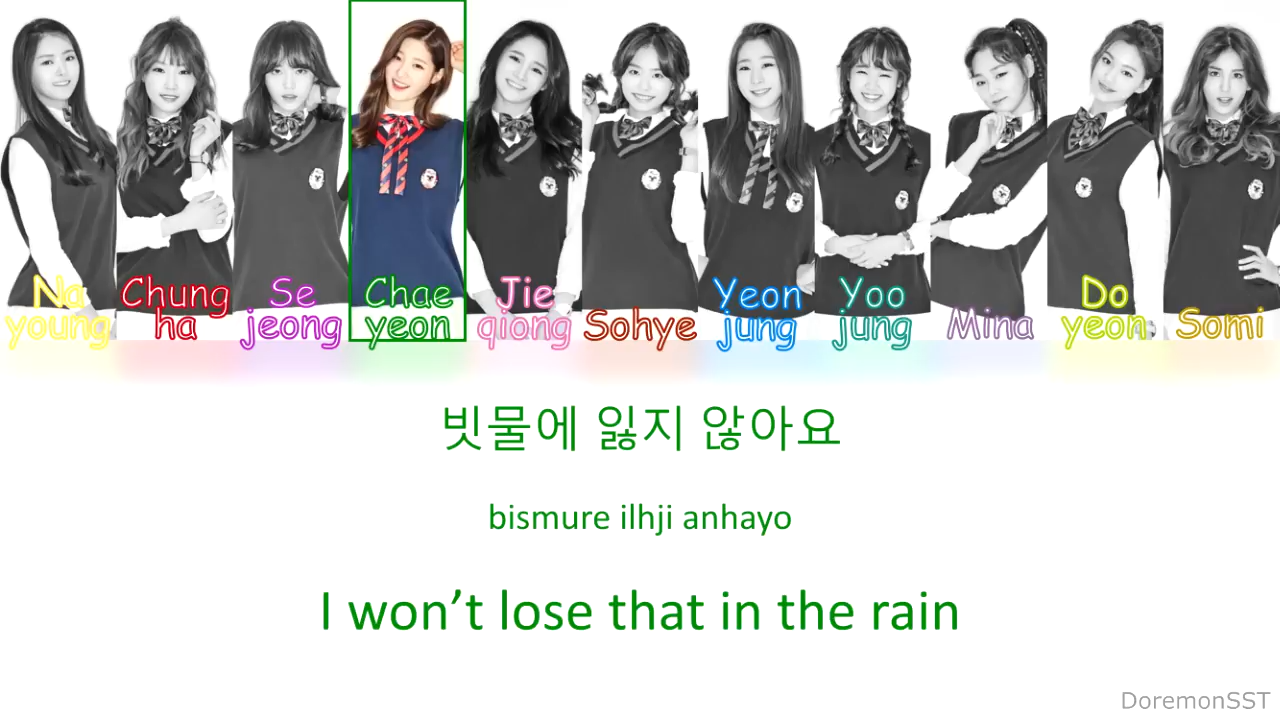 Na
young
Chung
ha
Se
jeong
Chae
yeon
Jie
qiong
Sohye
Yeon
jung
Yoo
jung
Mina
Do
yeon
Somi
빗물에 잃지 않아요
bismure ilhji anhayo
I won’t lose that in the rain
DoremonSST